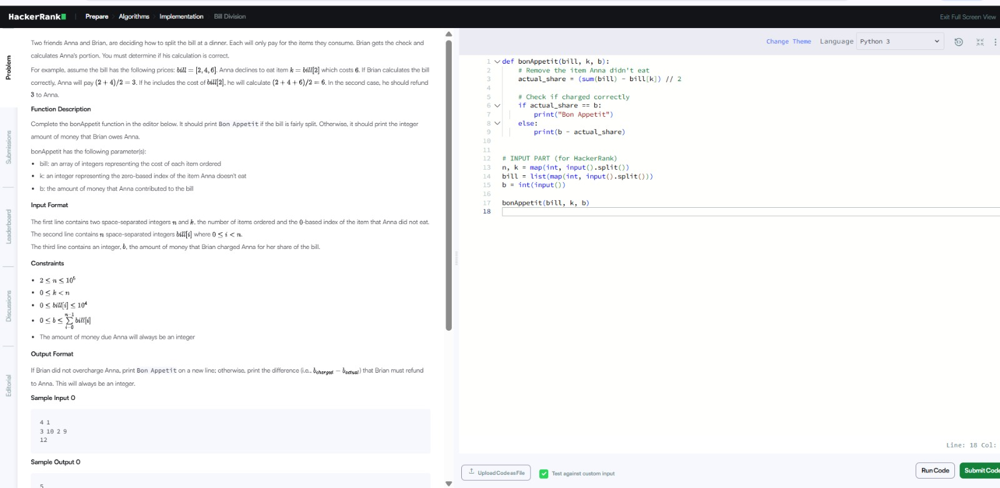 HackerRank
Prepare
Algorithms
Implementation
Bill Division
Exit Full Screen View
Problem
Submissions
Leaderboard
Discussions
Editorial
Two friends Anna and Brian, are deciding how to split the bill at a dinner. Each will only pay for the items they consume. Brian gets the check and
calculates Anna's portion. You must determine if his calculation is correct.
For example, assume the bill has the following prices: bill = [2, 4, 6]. Anna declines to eat item k = bill[2] which costs 6. If Brian calculates the bill
correctly, Anna will pay (2 + 4)/2 = 3. If he includes the cost of bill[2], he will calculate (2 + 4 + 6)/2 = 6. In the second case, he should refund
3 to Anna.
Function Description
Complete the bonAppetit function in the editor below. It should print Bon Appetit if the bill is fairly split. Otherwise, it should print the integer
amount of money that Brian owes Anna.
bonAppetit has the following parameter(s):
• bill: an array of integers representing the cost of each item ordered
• k: an integer representing the zero-based index of the item Anna doesn't eat
• b: the amount of money that Anna contributed to the bill
Input Format
The first line contains two space-separated integers n and k, the number of items ordered and the 0-based index of the item that Anna did not eat.
The second line contains n space-separated integers bill[i] where 0 ≤ i < n.
The third line contains an integer, b, the amount of money that Brian charged Anna for her share of the bill.
Constraints
• 2 ≤ n ≤ 10^5
• 0 ≤ k < n
• 0 ≤ bill[i] ≤ 10^4
• 0 ≤ b ≤ ∑_{i=0}^{n-1} bill[i]
• The amount of money due Anna will always be an integer
Output Format
If Brian did not overcharge Anna, print Bon Appetit on a new line; otherwise, print the difference (i.e., b_charged − b_actual) that Brian must refund
to Anna. This will always be an integer.
Sample Input 0
4 1
3 10 2 9
12
Sample Output 0
5
Change Theme
Language
Python 3
1 def bonAppetit(bill, k, b):
2     # Remove the item Anna didn't eat
3     actual_share = (sum(bill) - bill[k]) // 2
4
5     # Check if charged correctly
6     if actual_share == b:
7         print("Bon Appetit")
8     else:
9         print(b - actual_share)
10
11
12 # INPUT PART (for HackerRank)
13 n, k = map(int, input().split())
14 bill = list(map(int, input().split()))
15 b = int(input())
16
17 bonAppetit(bill, k, b)
18
Line: 18 Col:
Upload Code as File
Test against custom input
Run Code
Submit Code